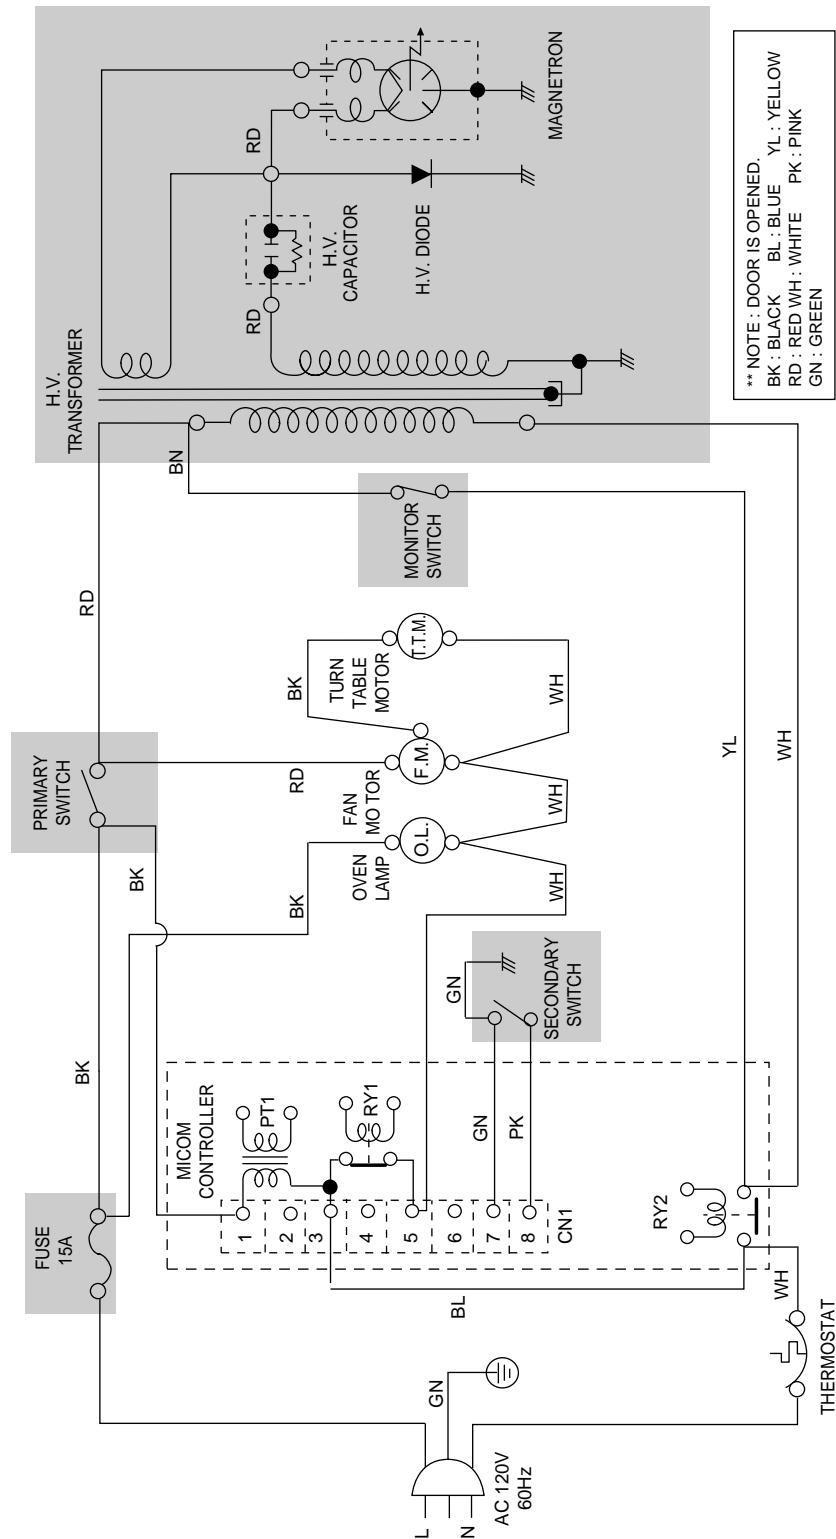 L
N
AC 120V
60Hz
GN
FUSE
15A
THERMOSTAT
WH
BL
BK
MICOM
CONTROLLER
PT1
RY1
1
2
3
4
5
6
7
8
CN1
RY2
GN
PK
GN
SECONDARY
SWITCH
BK
BK
WH
OVEN
LAMP
O.L.
WH
PRIMARY
SWITCH
FAN
MO TOR
F.M.
RD
BK
TURN
TABLE
MOTOR
T.T.M.
WH
RD
YL
WH
MONITOR
SWITCH
BN
H.V.
TRANSFORMER
RD
H.V.
CAPACITOR
H.V. DIODE
RD
MAGNETRON
** NOTE : DOOR IS OPENED.
BK : BLACK BL : BLUE YL : YELLOW
RD : RED WH : WHITE PK : PINK
GN : GREEN